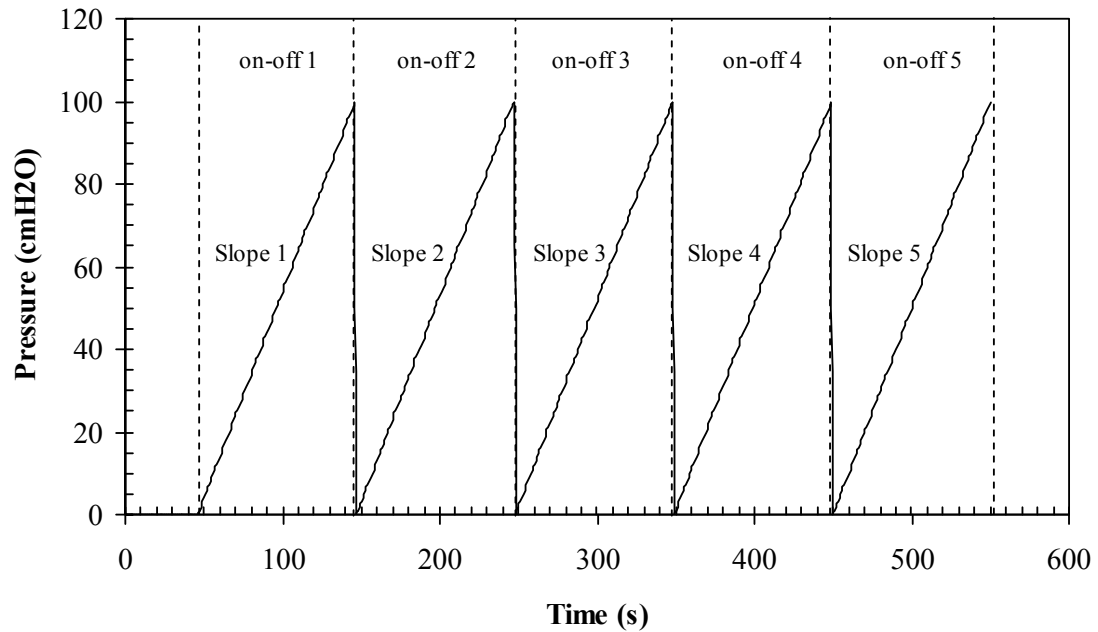 120
on-off 1 on-off 2 on-off 3 on-off 4 on-off 5
100
80
Slope 1 Slope 2 Slope 3 Slope 4 Slope 5
60
40
20
0
Pressure (cmH2O)
0 100 200 300 400 500 600
Time (s)